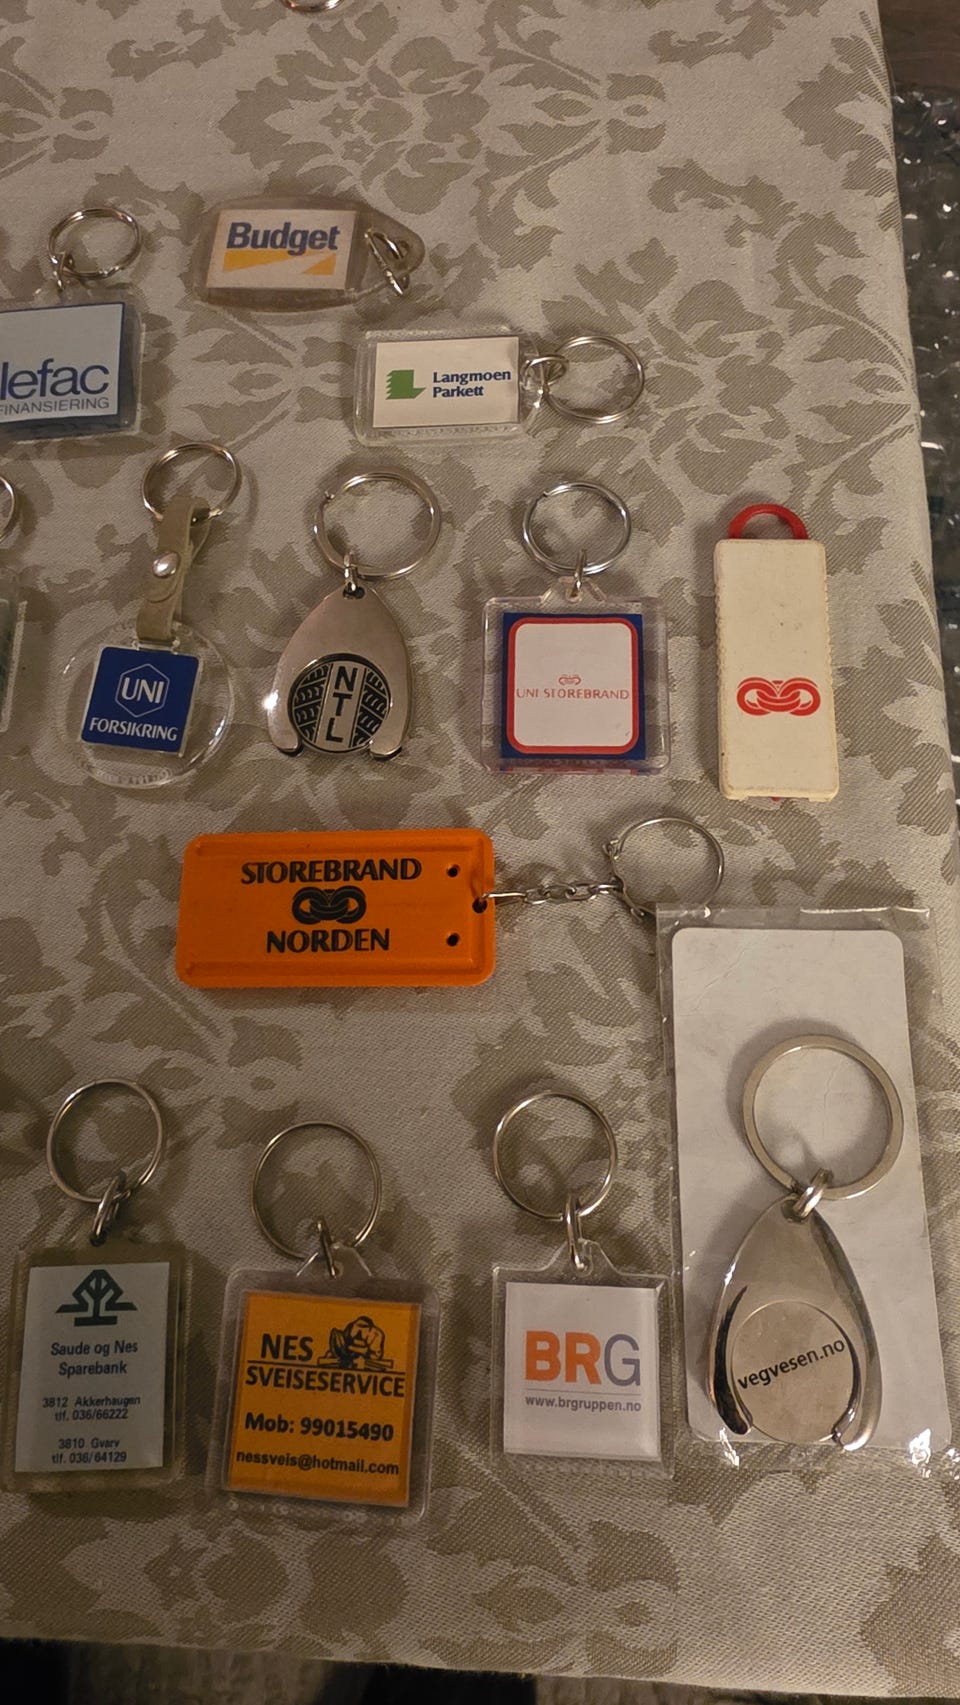 Budget
lefac
FINANSIERING
Langmoen
Parkett
UNI
FORSIKRING
NTL
UNI STOREBRAND
STOREBRAND
NORDEN
Saude og Nes
Sparebank
3812 Akkerhaugen
tlf. 036/66222
3810 Gvarv
tlf. 036/64129
NES
SVEISESERVICE
Mob: 99015490
nessveis@hotmail.com
BRG
www.brgruppen.no
vegvesen.no